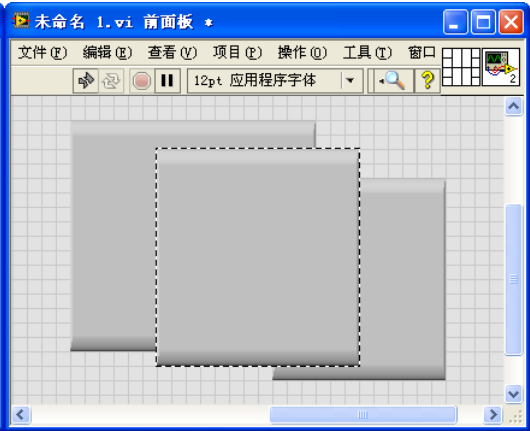 未命名 1.vi 前面板 *
文件(F) 编辑(E) 查看(V) 项目(P) 操作(O) 工具(T) 窗口
12pt 应用程序字体 ?
2